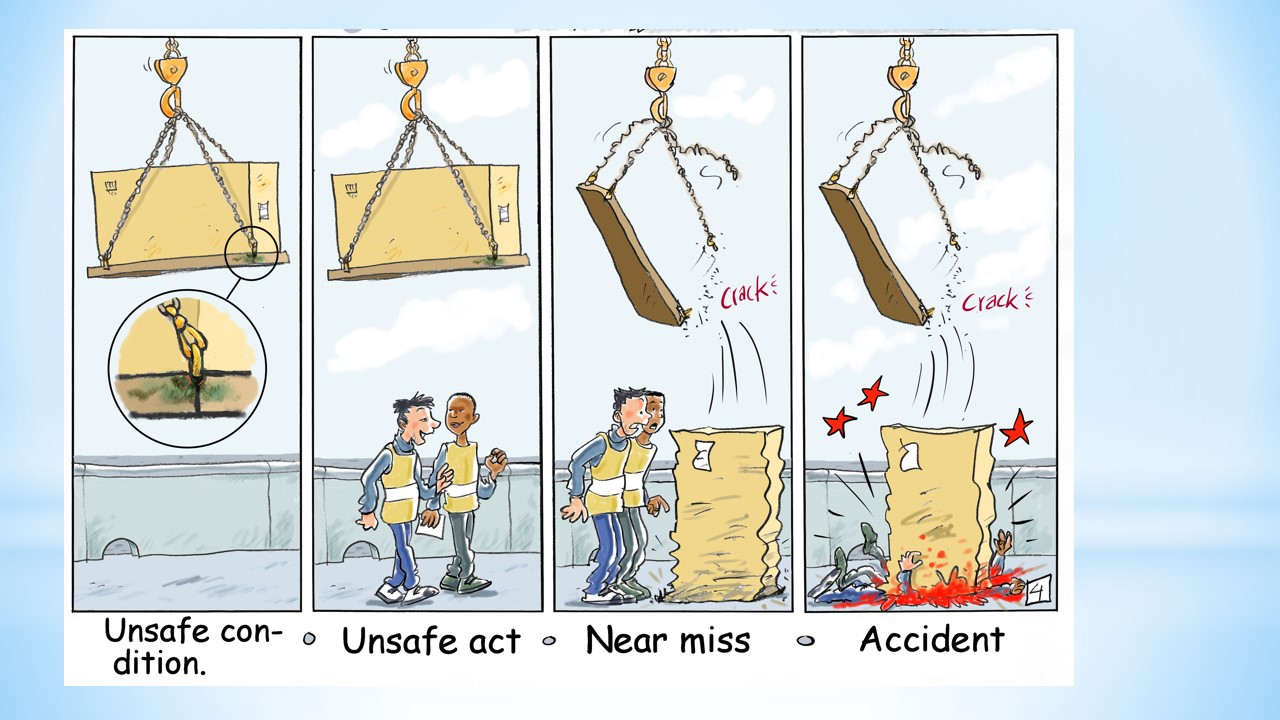 Crack
Crack
4
Unsafe con-
dition.
Unsafe act
Near miss
Accident